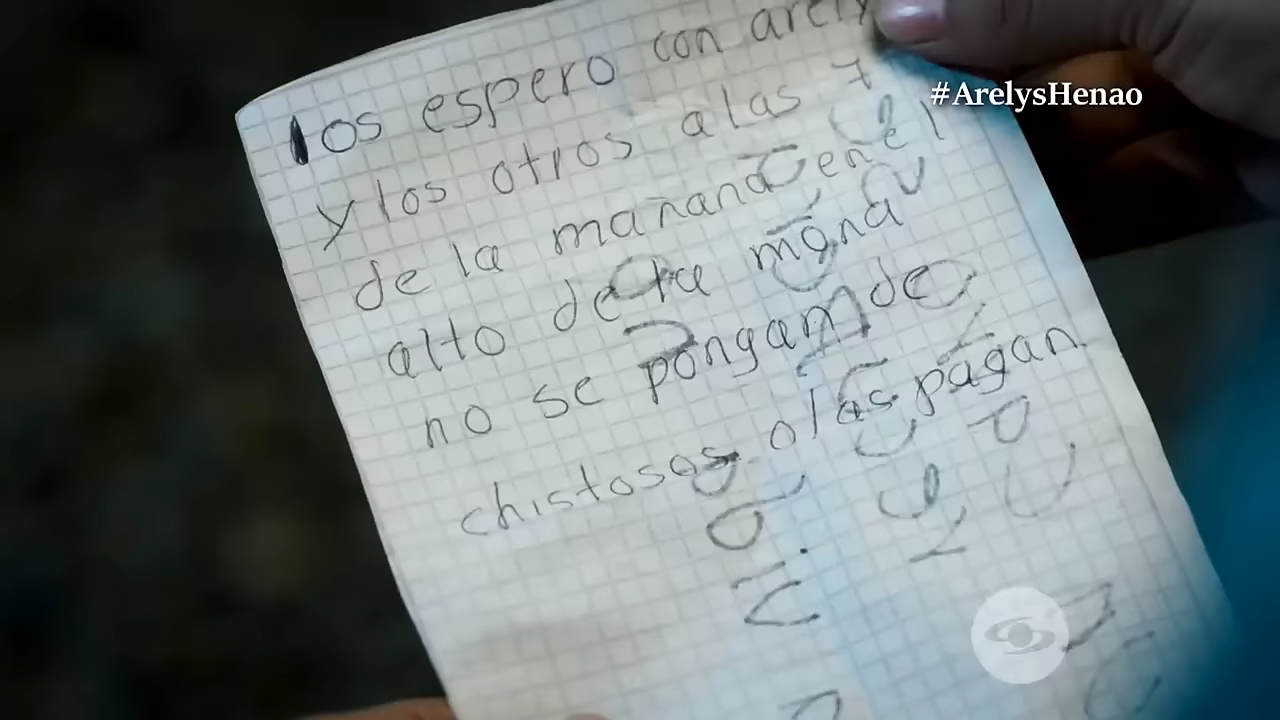 los espero con arely
y los otros a las 7
de la mañana en el
alto de la mona
no se pongam de
chistosos o las pagan
#ArelysHenao